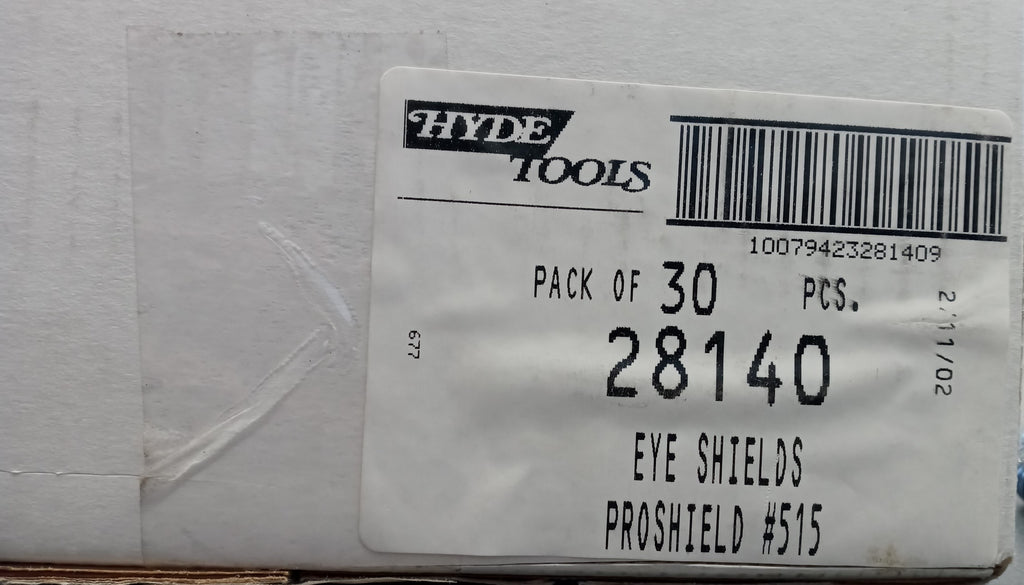 HYDE
TOOLS
10079423281409
PACK OF 30 PCS.
28140
EYE SHIELDS
PROSHIELD #515
677
2/11/02